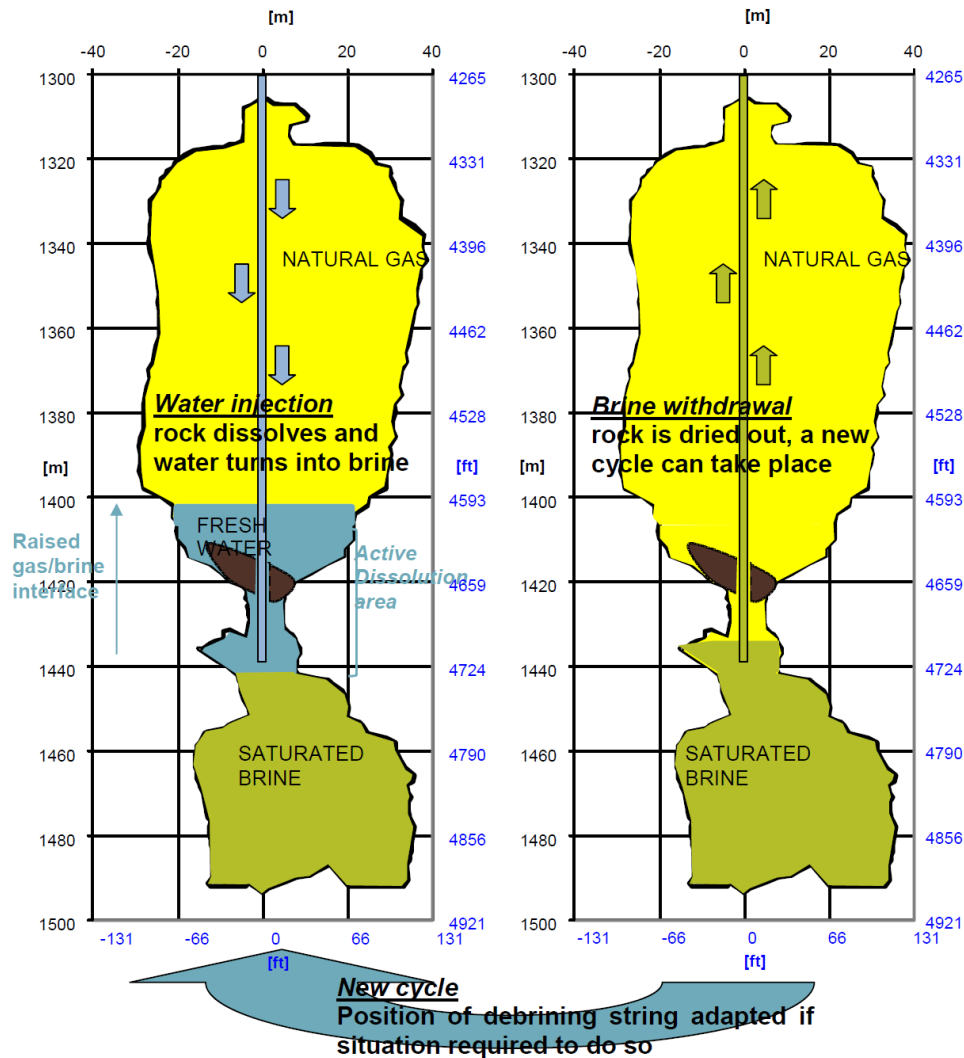 [m] [m]
-40 -20 0 20 40 -40 -20 0 20 40
1300 4265 1300 4265
1320 4331 1320 4331
1340 4396 1340 4396
NATURAL GAS NATURAL GAS
1360 4462 1360 4462
Water injection
rock dissolves and
water turns into brine
Brine withdrawal
rock is dried out, a new
cycle can take place
1380 4528 1380 4528
[m] [ft] [m] [ft]
1400 4593 1400 4593
FRESH
WATER
Raised
gas/brine
interface
Active
Dissolution
area
1420 4659 1420 4659
1440 4724 1440 4724
SATURATED
BRINE
SATURATED
BRINE
1460 4790 1460 4790
1480 4856 1480 4856
1500 4921 1500 4921
-131 -66 0 66 131 -131 -66 0 66 131
[ft] [ft]
New cycle
Position of debrining string adapted if
situation required to do so